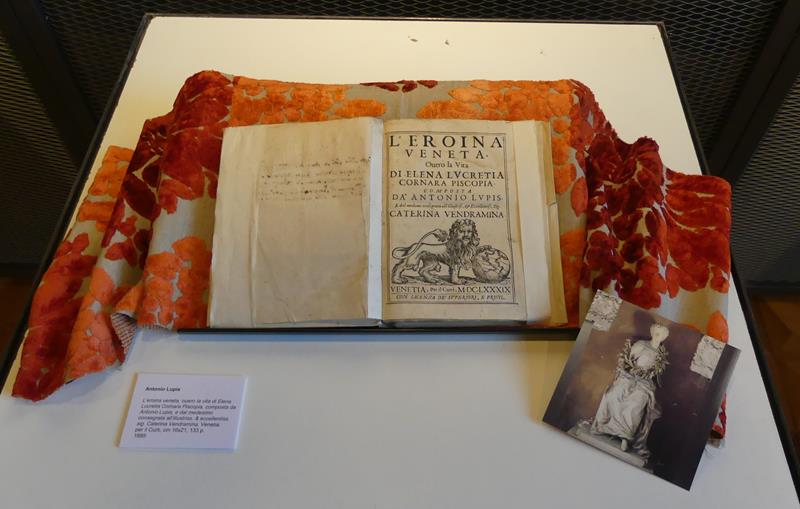 L'EROINA
VENETA.
Ouero la Vita
DI ELENA LVCRETIA
CORNARA PISCOPIA.
COMPOSTA
DA' ANTONIO LVPIS.
CATERINA VENDRAMINA
VENETIA, Per il Curti, MDCLXXXIX
CON LICENZA DE' SVPERIORI, E PRIVIL.
Antonio Lupis
L'eroina veneta, ouero la vita di Elena
Lucretia Cornara Piscopia, composta da
Antonio Lupis, e dal medesimo
consegrata all'illustriss. & eccellentiss.
sig. Caterina Vendramina. Venetia
per il Curti, cm 16x21, 133 p.
1689